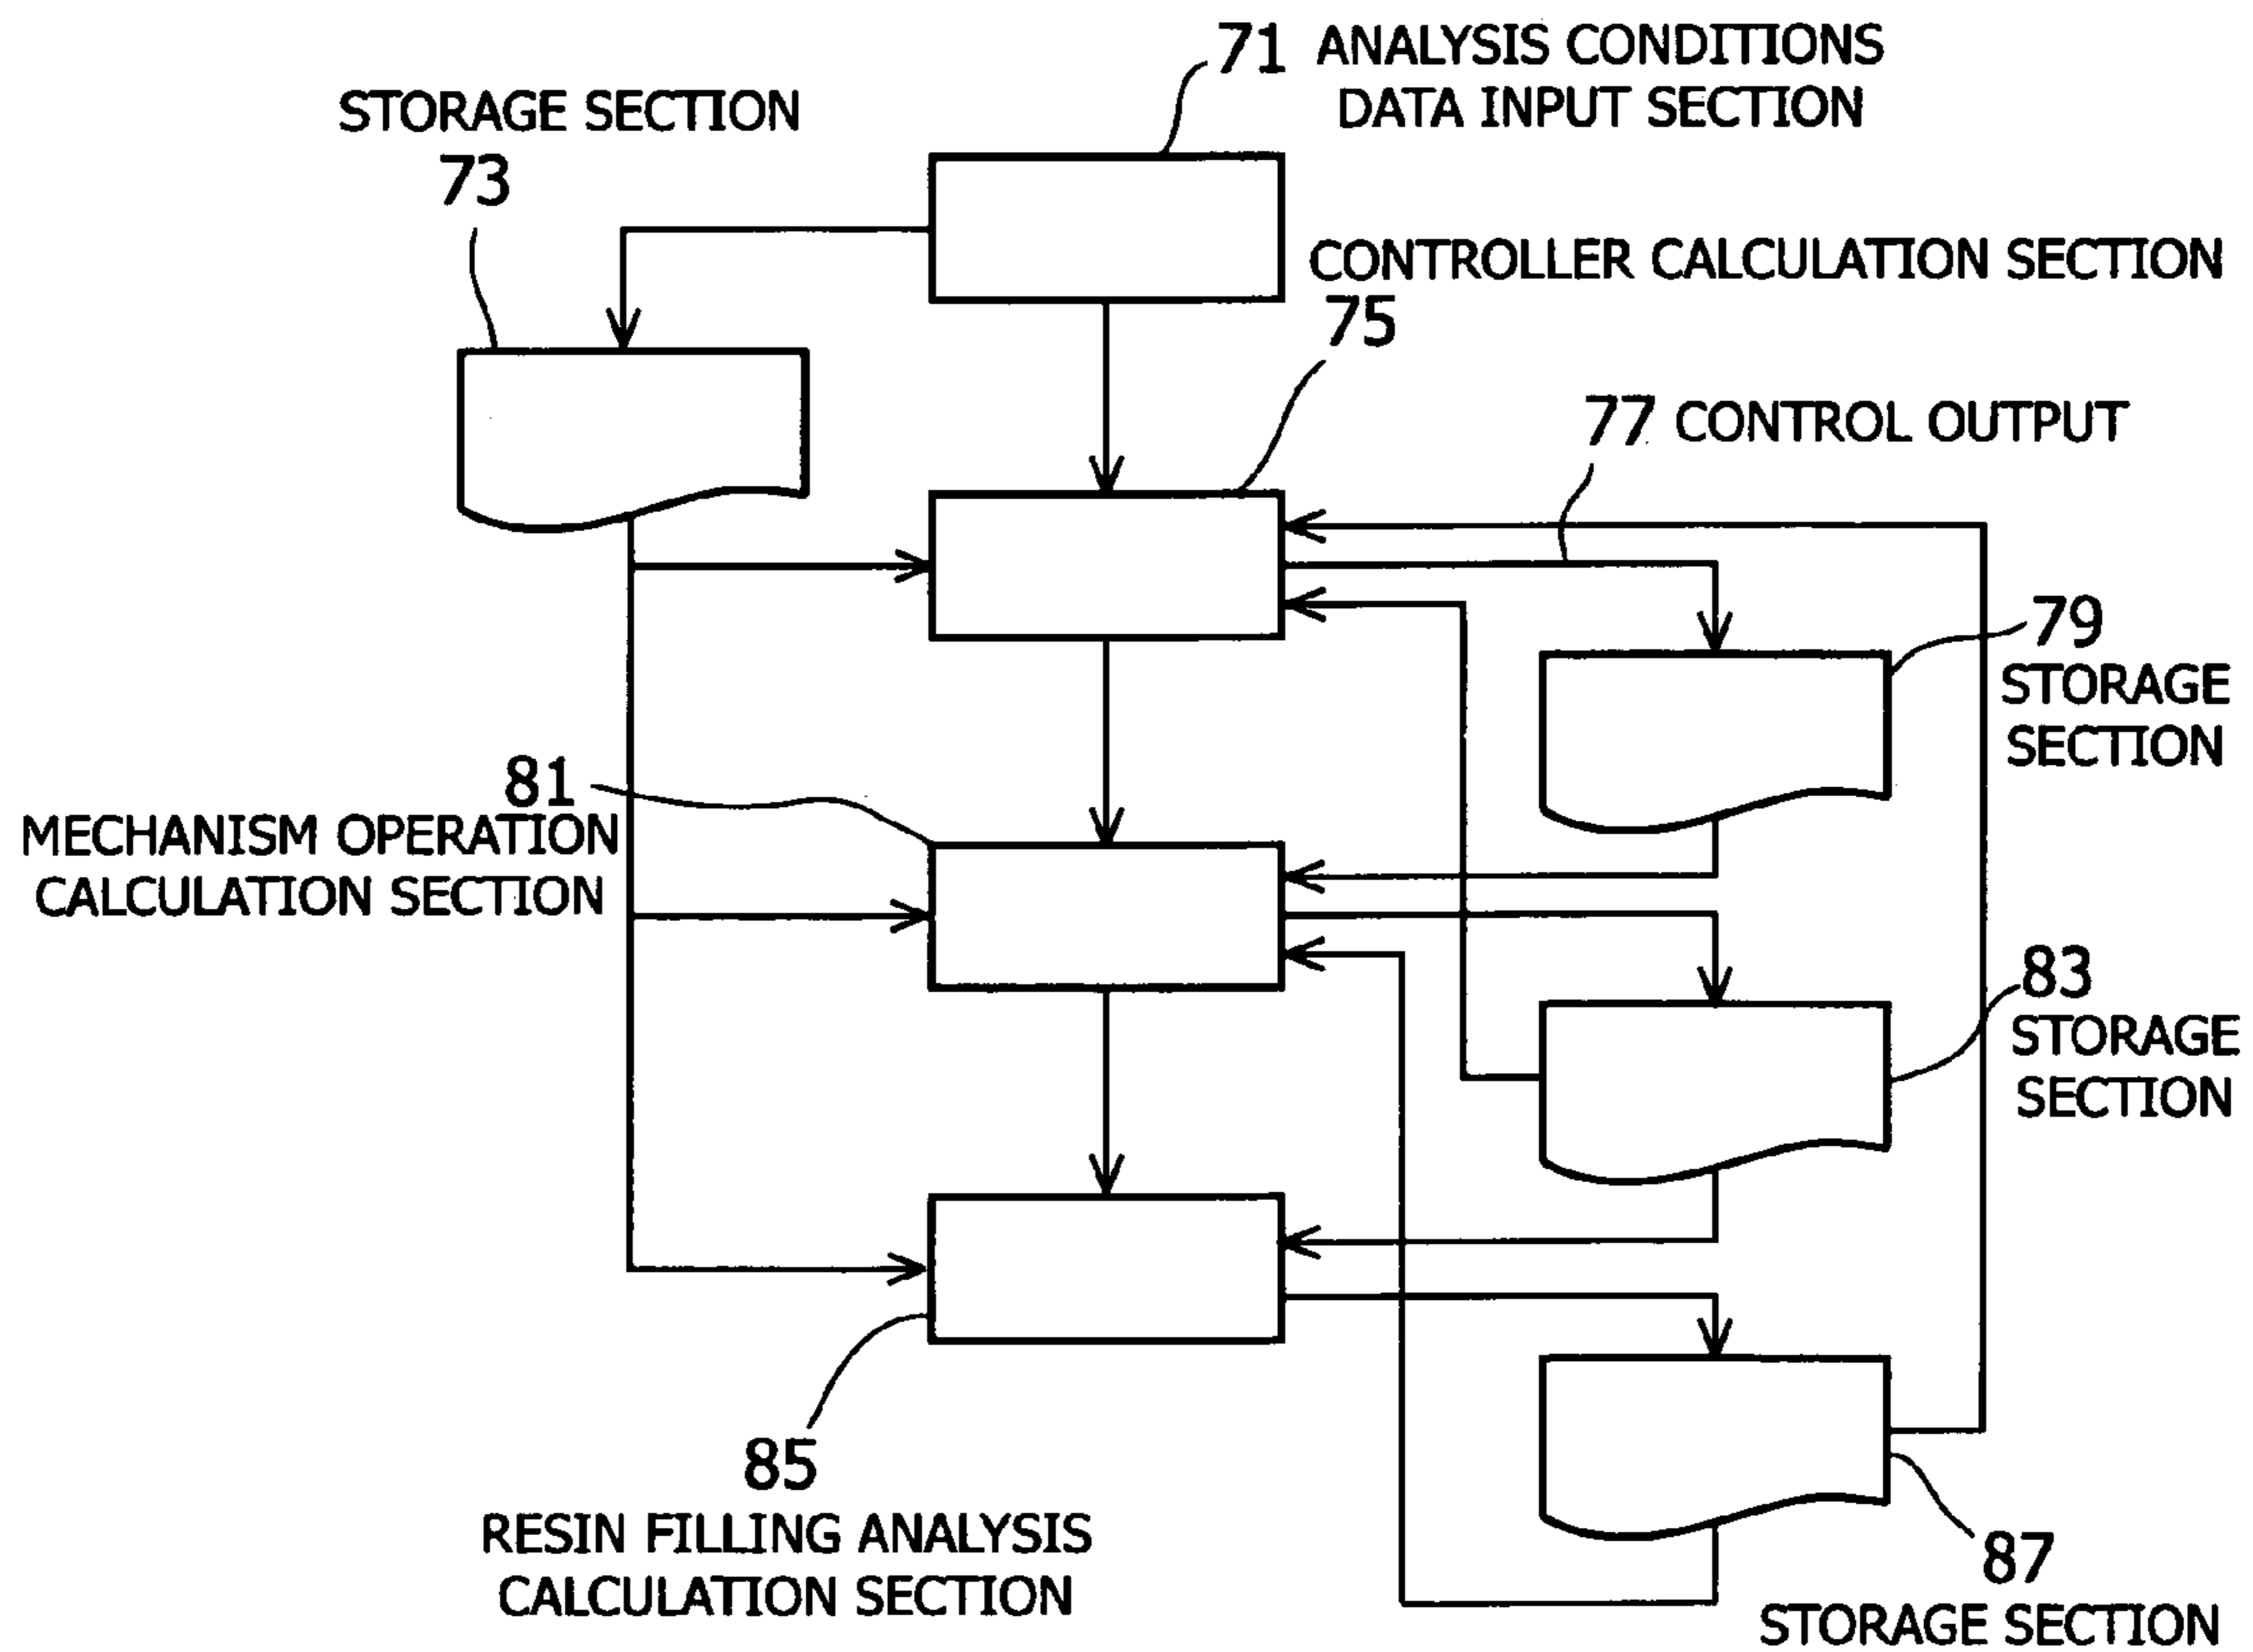 71 ANALYSIS CONDITIONS
DATA INPUT SECTION
STORAGE SECTION
73
CONTROLLER CALCULATION SECTION
75
77 CONTROL OUTPUT
79
STORAGE
SECTION
81
MECHANISM OPERATION
CALCULATION SECTION
83
STORAGE
SECTION
85
RESIN FILLING ANALYSIS
CALCULATION SECTION
87
STORAGE SECTION